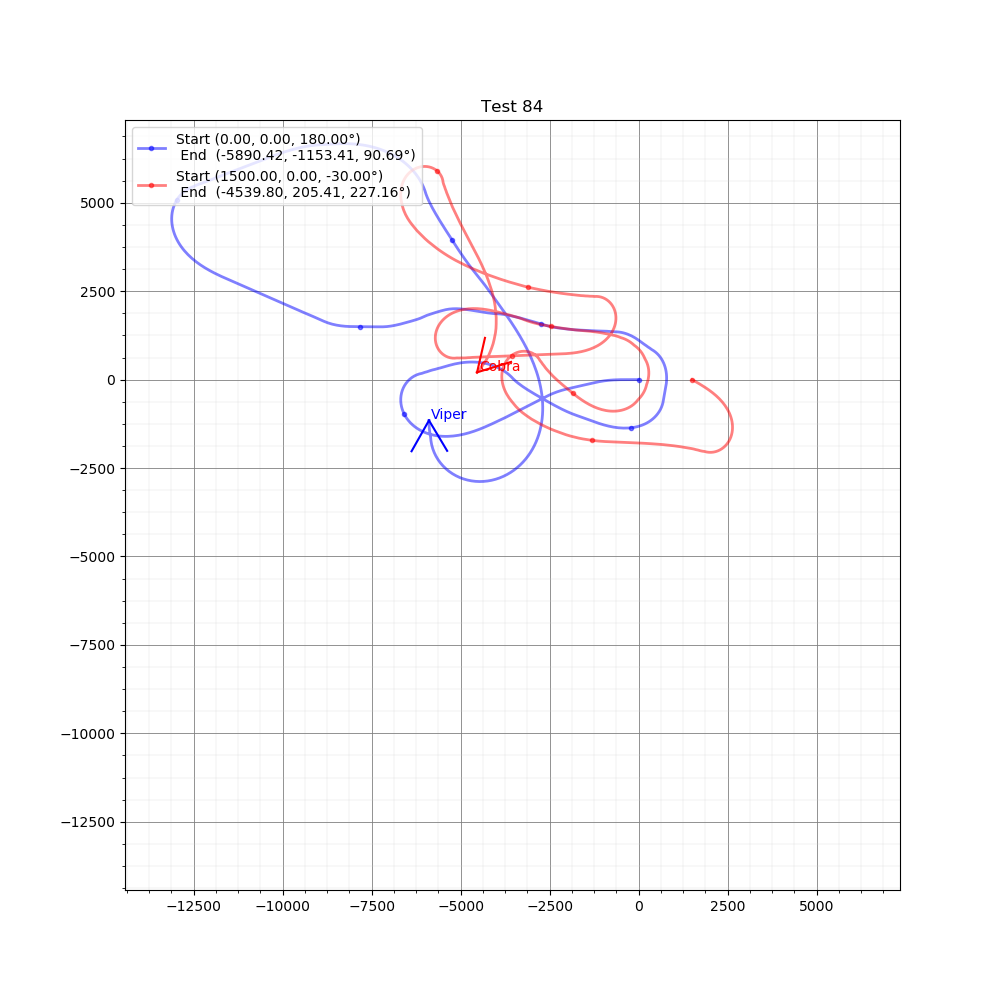 Test 84
Start (0.00, 0.00, 180.00°)
End (-5890.42, -1153.41, 90.69°)
Start (1500.00, 0.00, -30.00°)
End (-4539.80, 205.41, 227.16°)
5000
2500
0
−2500
−5000
−7500
−10000
−12500
Cobra
Viper
−12500 −10000 −7500 −5000 −2500 0 2500 5000